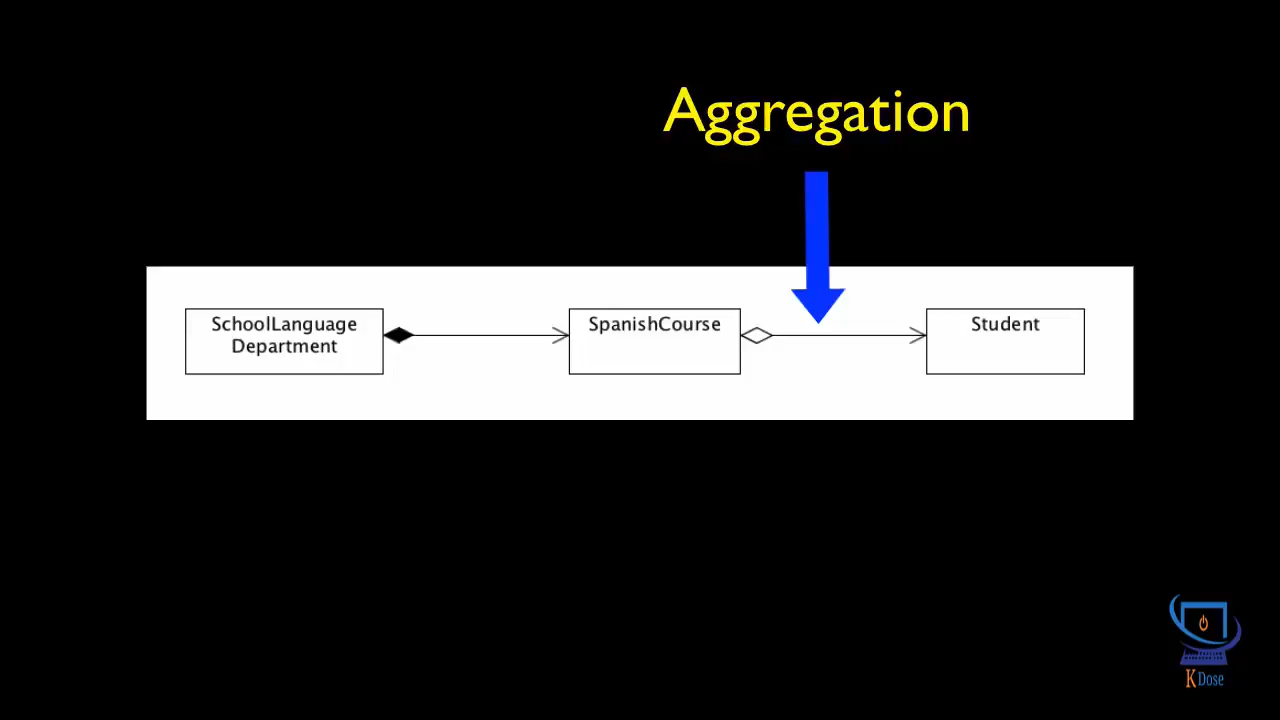 Aggregation
SchoolLanguage
Department
SpanishCourse
Student
K Dose